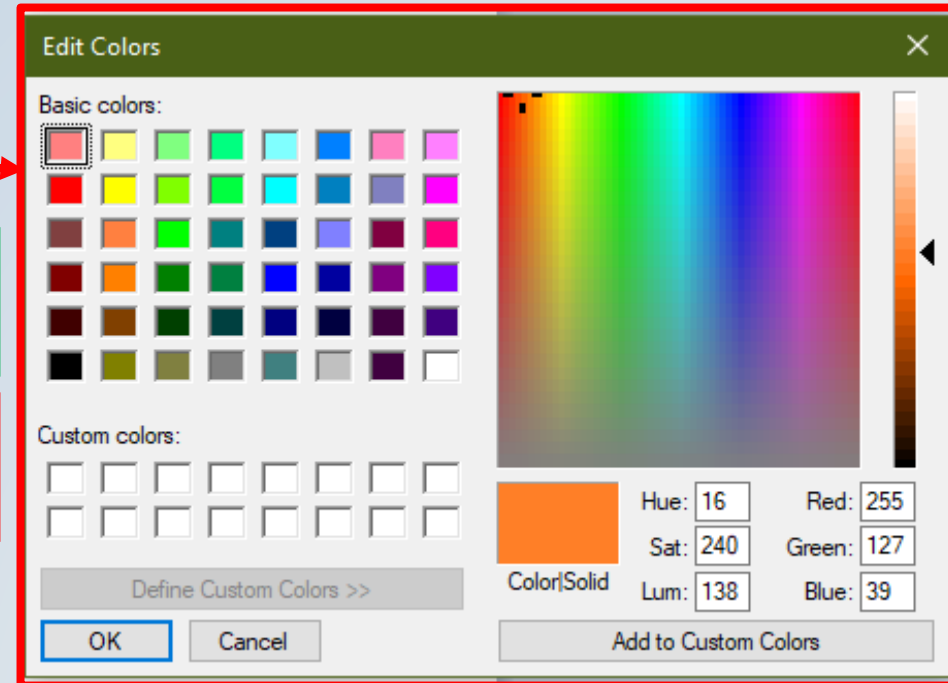 Edit Colors
Basic colors:
Custom colors:
Define Custom Colors >>
OK Cancel
Color|Solid
Hue: 16 Red: 255
Sat: 240 Green: 127
Lum: 138 Blue: 39
Add to Custom Colors